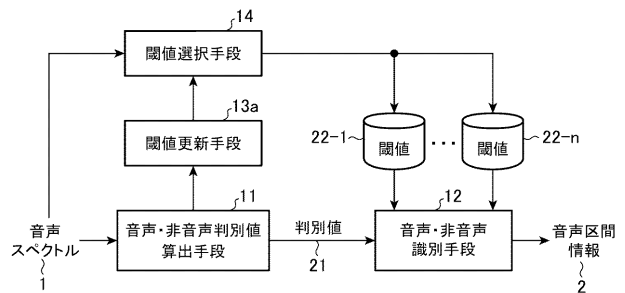 14
閾値選択手段
13a
閾値更新手段
22-1
閾値
...
閾値
22-n
11
音声・非音声判別値
算出手段
判別値
21
12
音声・非音声
識別手段
音声
スペクトル
1
音声区間
情報
2